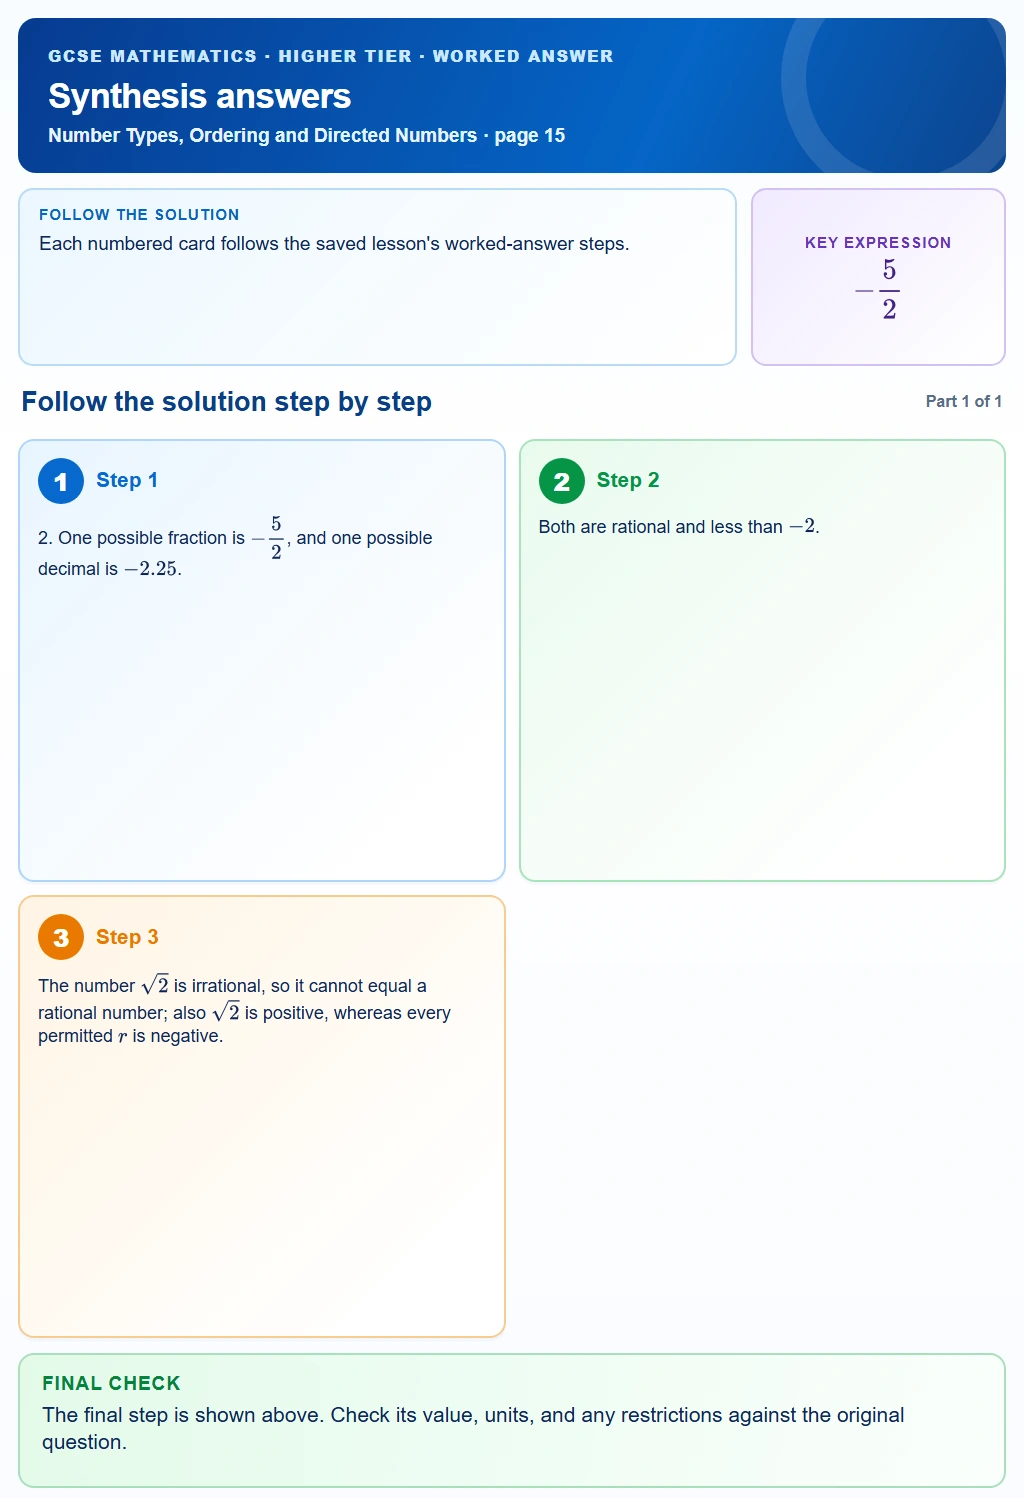 GCSE MATHEMATICS · HIGHER TIER · WORKED ANSWER
Synthesis answers
Number Types, Ordering and Directed Numbers · page 15
FOLLOW THE SOLUTION
Each numbered card follows the saved lesson's worked-answer steps.
KEY EXPRESSION
−5/2
Follow the solution step by step
Part 1 of 1
1 Step 1
2. One possible fraction is −5/2, and one possible
decimal is −2.25.
2 Step 2
Both are rational and less than −2.
3 Step 3
The number √2 is irrational, so it cannot equal a
rational number; also √2 is positive, whereas every
permitted r is negative.
FINAL CHECK
The final step is shown above. Check its value, units, and any restrictions against the original
question.